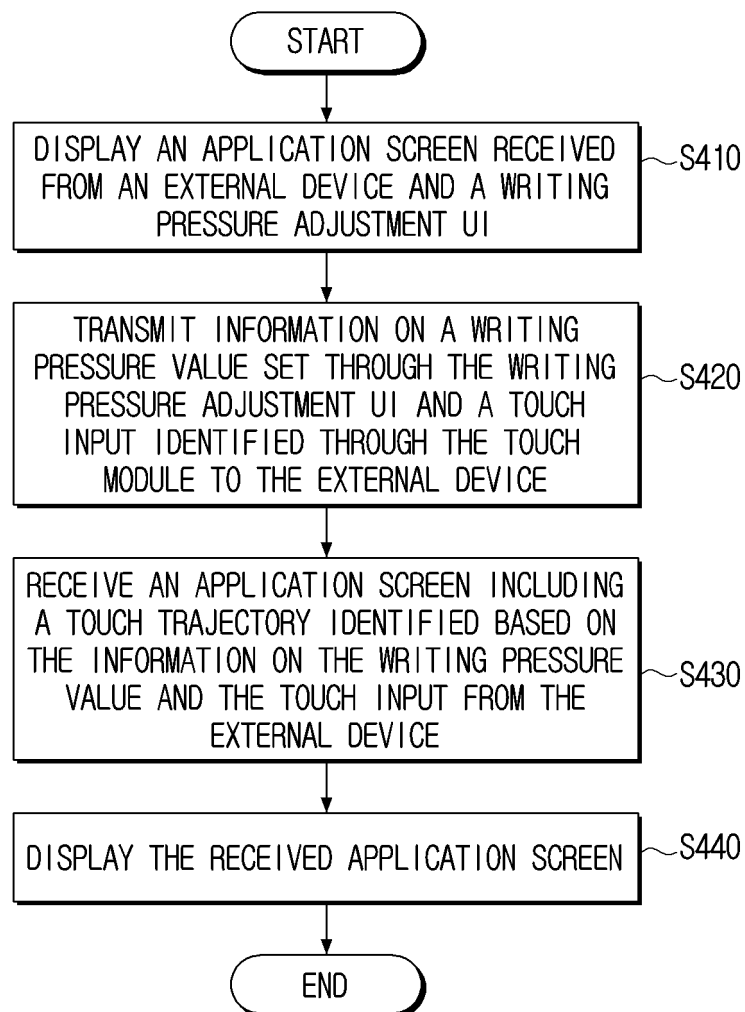 START
DISPLAY AN APPLICATION SCREEN RECEIVED
FROM AN EXTERNAL DEVICE AND A WRITING
PRESSURE ADJUSTMENT UI
S410
TRANSMIT INFORMATION ON A WRITING
PRESSURE VALUE SET THROUGH THE WRITING
PRESSURE ADJUSTMENT UI AND A TOUCH
INPUT IDENTIFIED THROUGH THE TOUCH
MODULE TO THE EXTERNAL DEVICE
S420
RECEIVE AN APPLICATION SCREEN INCLUDING
A TOUCH TRAJECTORY IDENTIFIED BASED ON
THE INFORMATION ON THE WRITING PRESSURE
VALUE AND THE TOUCH INPUT FROM THE
EXTERNAL DEVICE
S430
DISPLAY THE RECEIVED APPLICATION SCREEN
S440
END